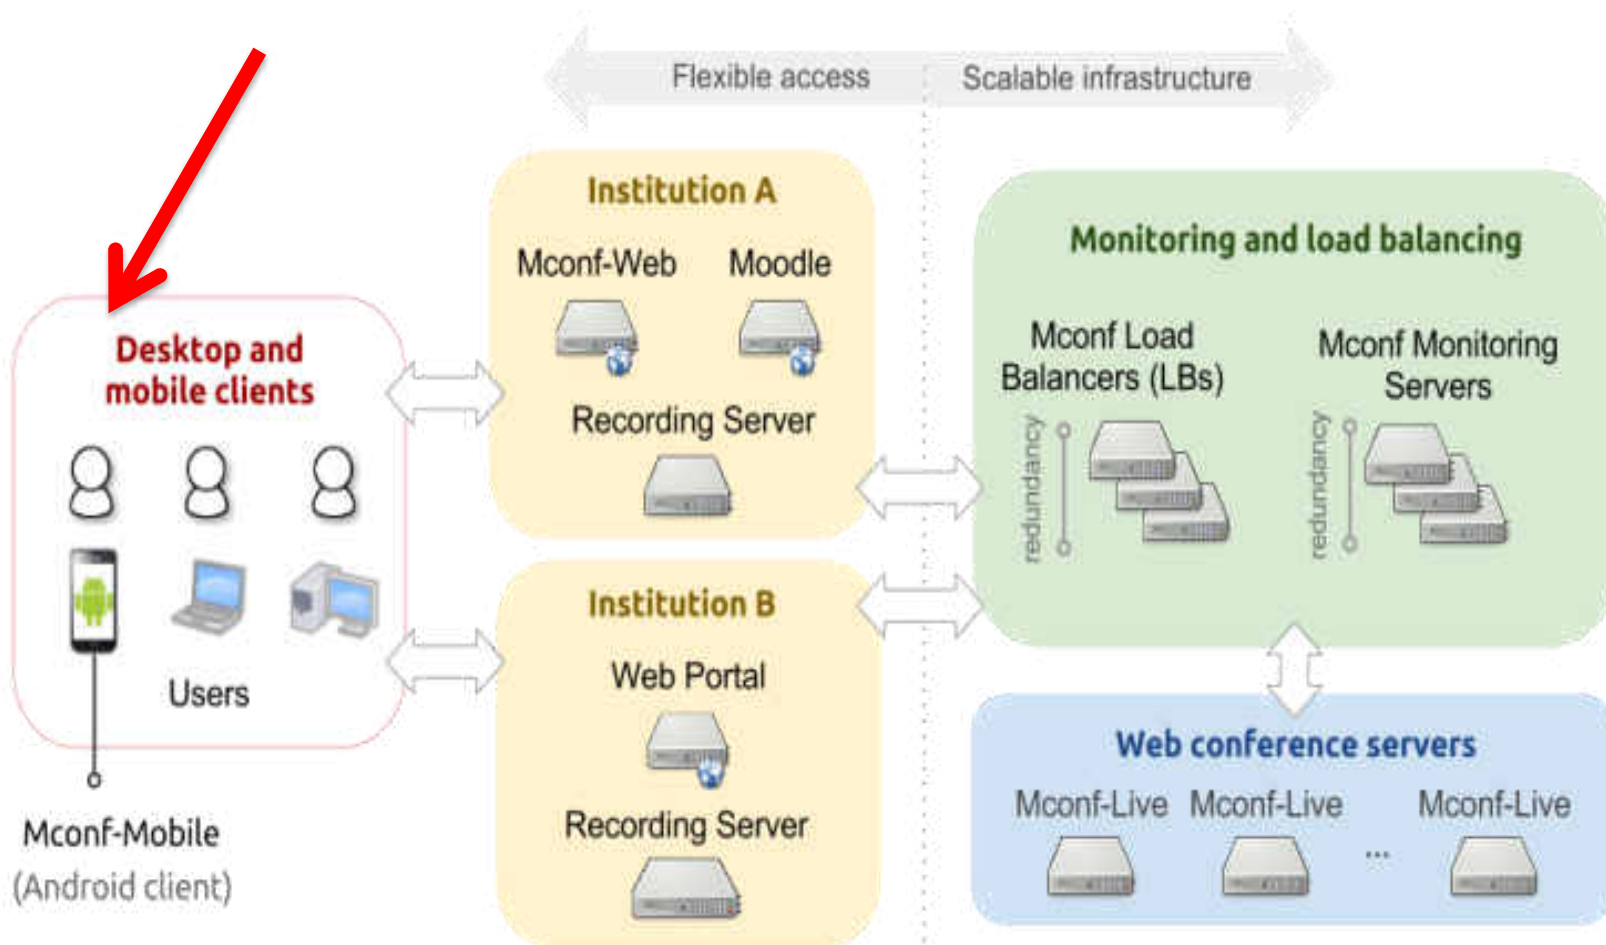 Flexible access
Scalable infrastructure
Desktop and
mobile clients
Users
Mconf-Mobile
(Android client)
Institution A
Mconf-Web
Moodle
Recording Server
Institution B
Web Portal
Recording Server
Monitoring and load balancing
Mconf Load
Balancers (LBs)
redundancy
Mconf Monitoring
Servers
redundancy
Web conference servers
Mconf-Live
Mconf-Live
...
Mconf-Live